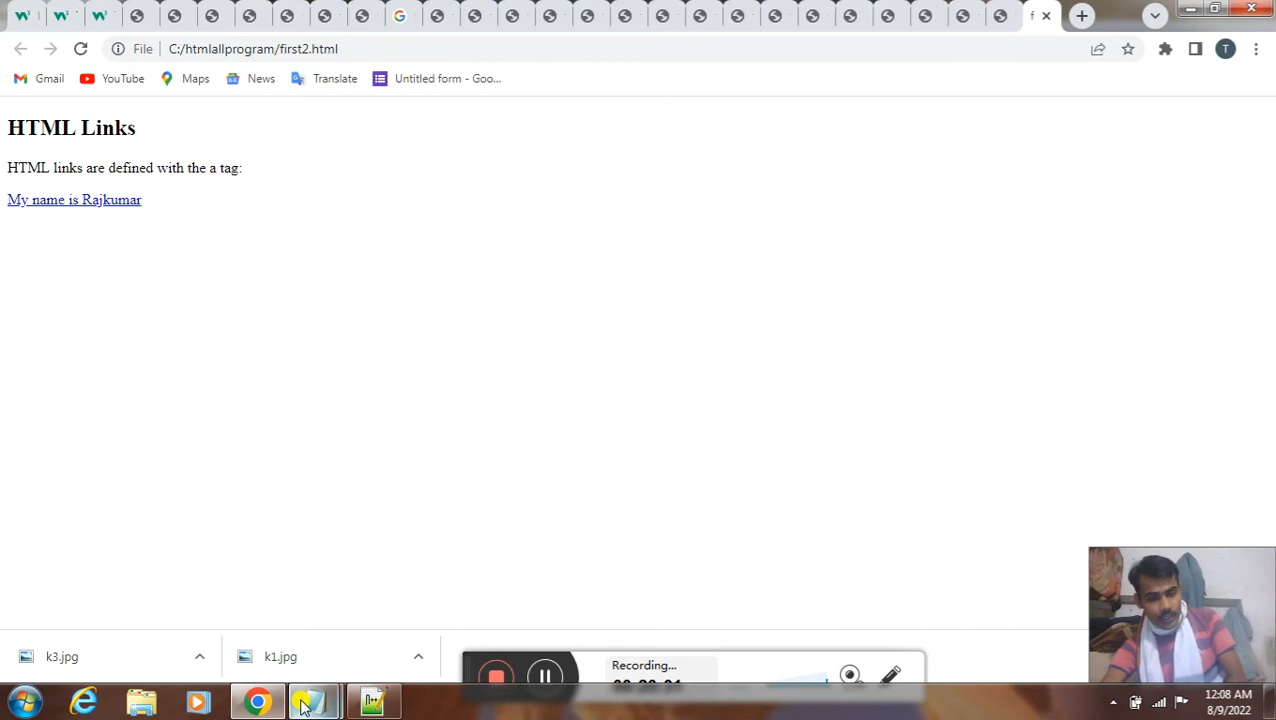 File
C:/htmlallprogram/first2.html
T
Gmail
YouTube
Maps
News
Translate
Untitled form - Goo...
HTML Links
HTML links are defined with the a tag:
My name is Rajkumar
k3.jpg
k1.jpg
Recording...
12:08 AM
8/9/2022